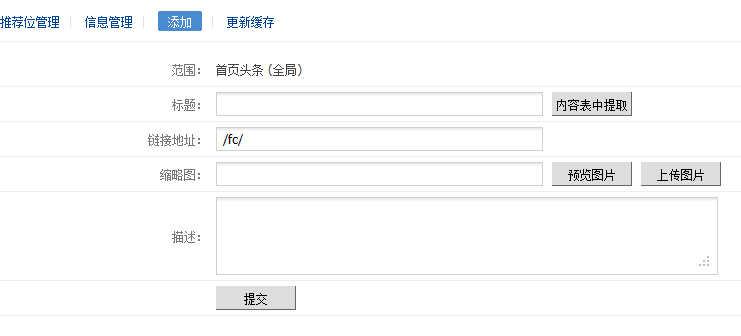 推荐位管理 信息管理 添加 更新缓存
范围： 首页头条 (全局)
标题： 内容表中提取
链接地址： /fc/
缩略图： 预览图片 上传图片
描述：
提交